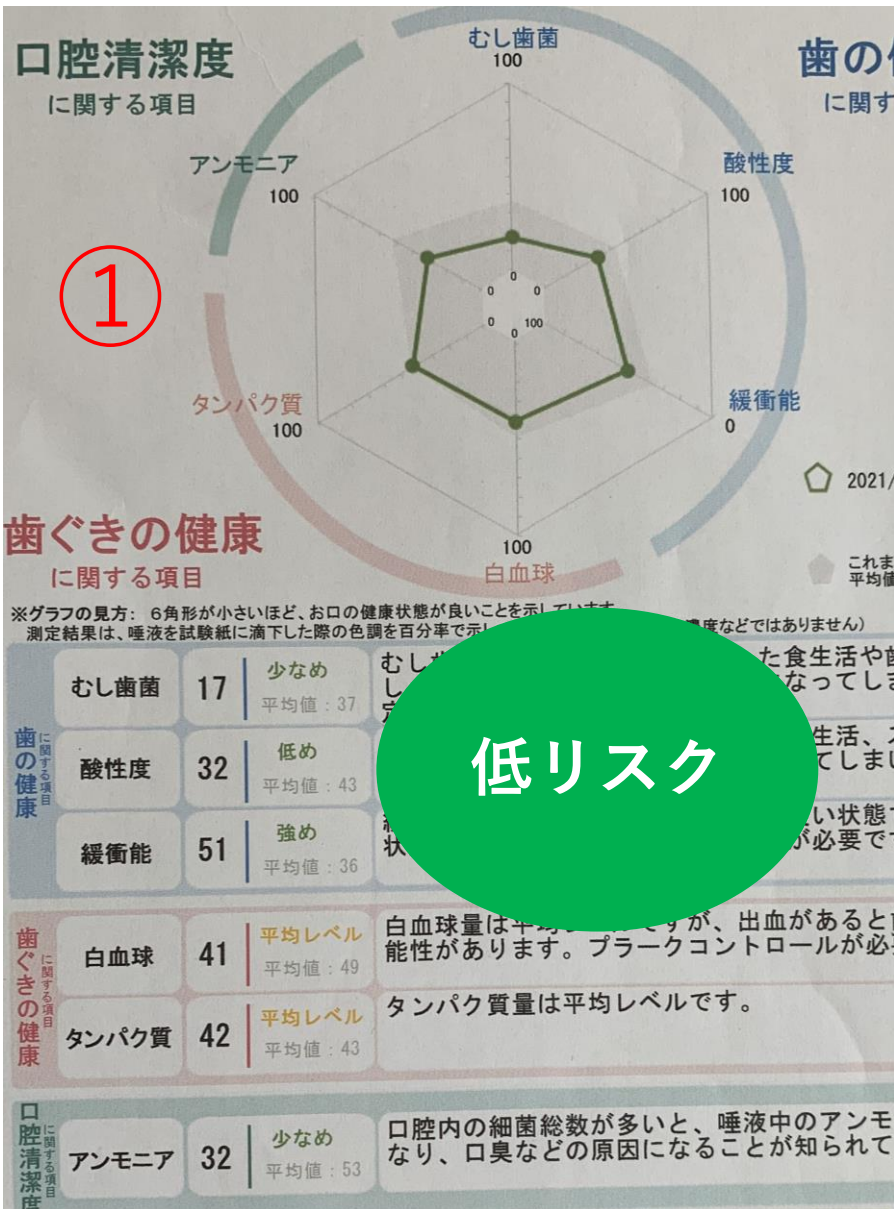 口腔清潔度
に関する項目
むし歯菌
100
歯の
に関す
アンモニア
100
酸性度
100
①
0
0
0
0
0
100
タンパク質
100
緩衝能
0
2021/
100
白血球
歯ぐきの健康
に関する項目
これま
平均値
※グラフの見方: 6角形が小さいほど、お口の健康状態が良いことを示しています
測定結果は、唾液を試験紙に滴下した際の色調を百分率で示し
濃度などではありません)
歯の健康
に関する項目
むし歯菌
17
少なめ
平均値:37
た食生活や
なってしま
酸性度
32
低め
平均値:43
生活、
てしまい
低リスク
緩衝能
51
強め
平均値:36
状
い状態
が必要で
歯ぐきの健康
に関する項目
白血球
41
平均レベル
平均値:49
白血球量は平均レベルですが、出血があると
能性があります。プラークコントロールが必
タンパク質
42
平均レベル
平均値:43
タンパク質量は平均レベルです。
口腔清潔度
に関する項目
アンモニア
32
少なめ
平均値:53
口腔内の細菌総数が多いと、唾液中のアンモ
なり、口臭などの原因になることが知られて